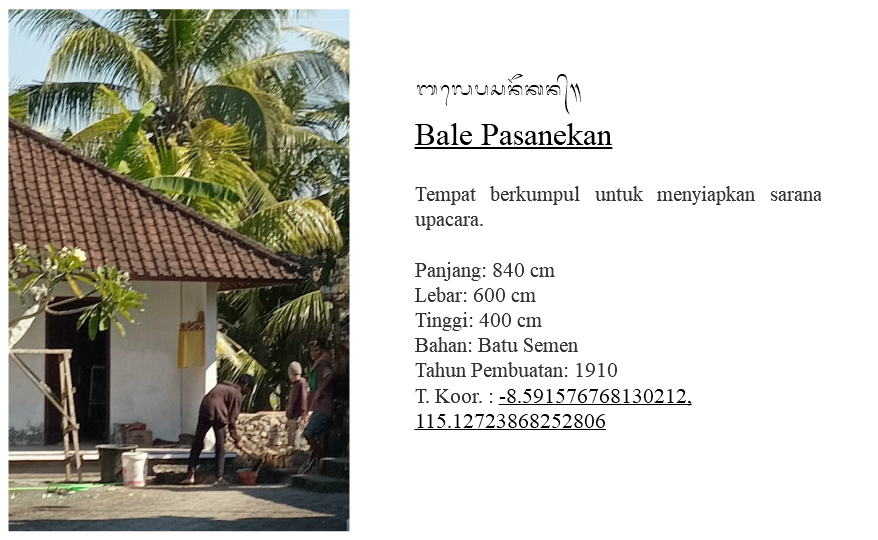 ᬩᬮᬾᬧᬲᬦᭂᬓᬦ᭄᭟
Bale Pasanekan
Tempat berkumpul untuk menyiapkan sarana
upacara.
Panjang: 840 cm
Lebar: 600 cm
Tinggi: 400 cm
Bahan: Batu Semen
Tahun Pembuatan: 1910
T. Koor. : -8.591576768130212,
115.12723868252806